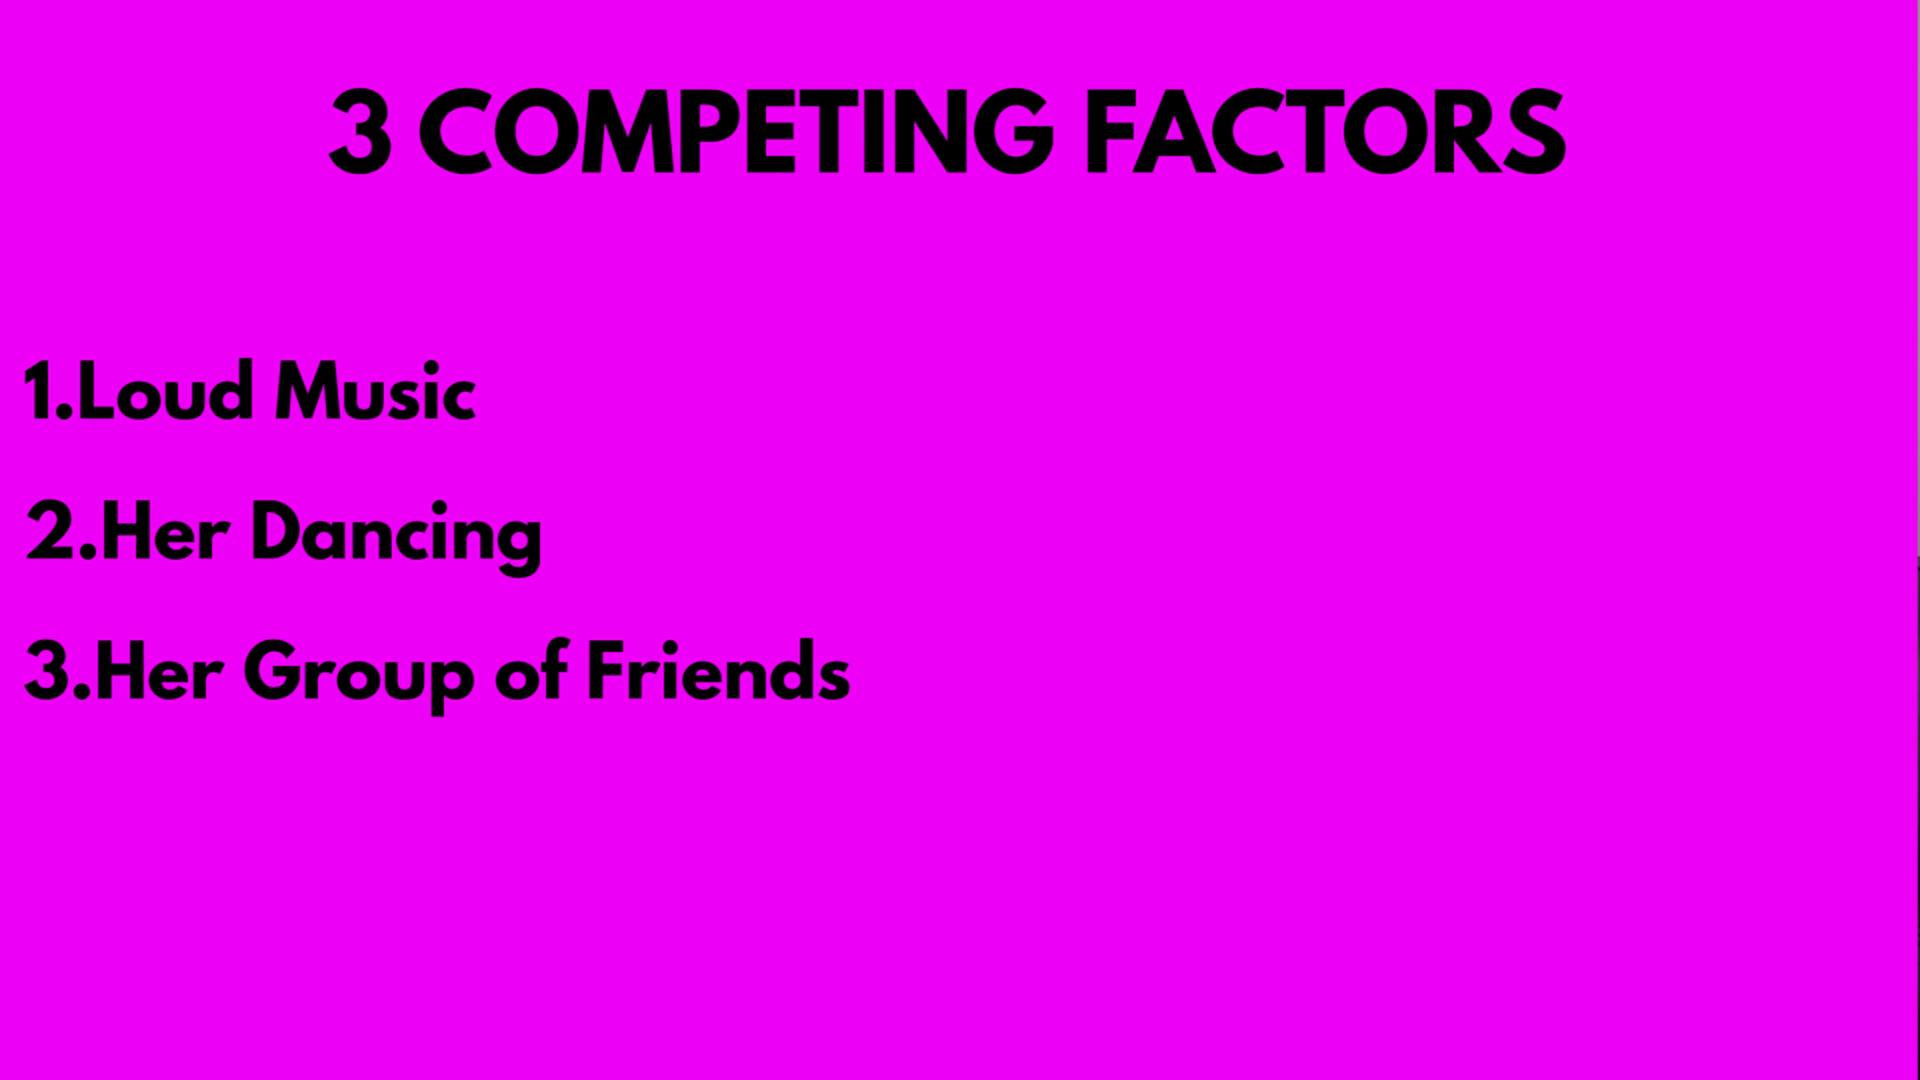 3 COMPETING FACTORS
1.Loud Music
2.Her Dancing
3.Her Group of Friends